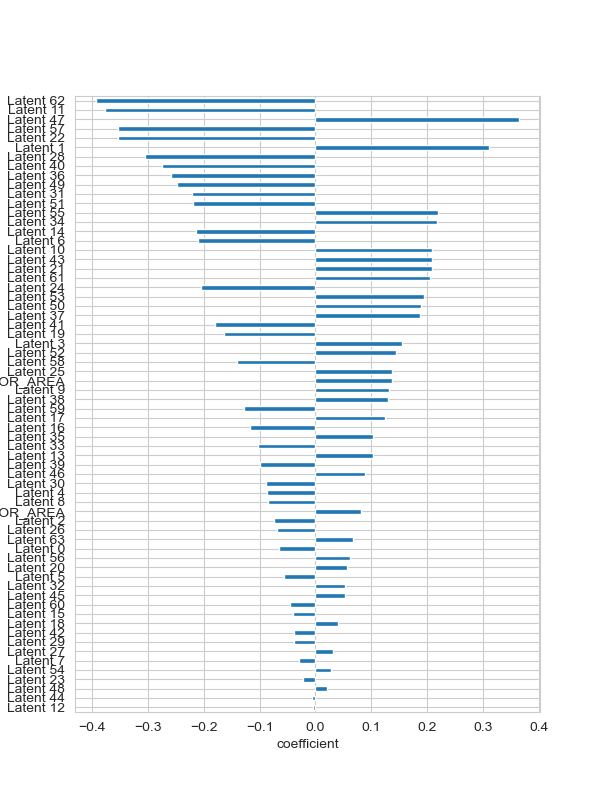 Latent 62
Latent 11
Latent 47
Latent 57
Latent 22
Latent 1
Latent 28
Latent 40
Latent 36
Latent 49
Latent 31
Latent 51
Latent 55
Latent 34
Latent 14
Latent 6
Latent 10
Latent 43
Latent 21
Latent 61
Latent 24
Latent 53
Latent 50
Latent 37
Latent 41
Latent 19
Latent 3
Latent 52
Latent 58
Latent 25
OR_AREA
Latent 9
Latent 38
Latent 59
Latent 17
Latent 16
Latent 35
Latent 33
Latent 13
Latent 39
Latent 46
Latent 30
Latent 4
Latent 8
OR_AREA
Latent 2
Latent 26
Latent 63
Latent 0
Latent 56
Latent 20
Latent 5
Latent 32
Latent 45
Latent 60
Latent 15
Latent 18
Latent 42
Latent 29
Latent 27
Latent 7
Latent 54
Latent 23
Latent 48
Latent 44
Latent 12
−0.4 −0.3 −0.2 −0.1 0.0 0.1 0.2 0.3 0.4
coefficient